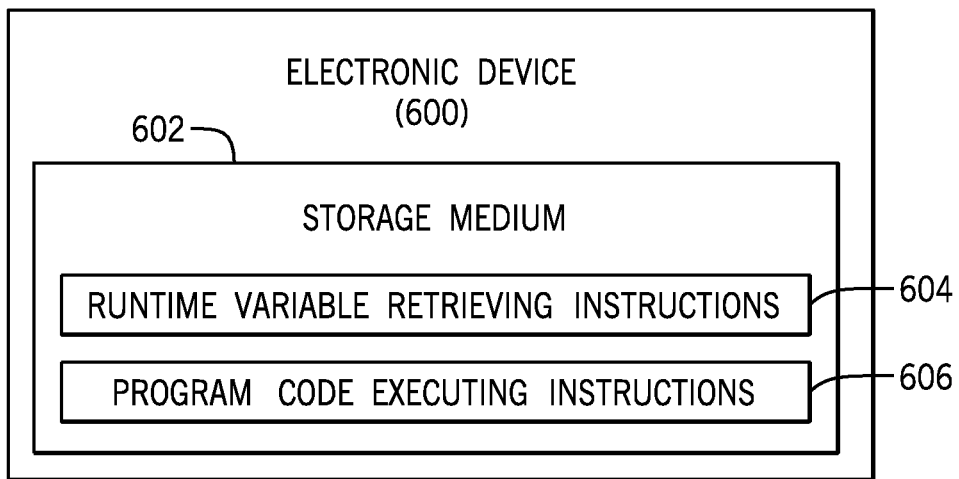 ELECTRONIC DEVICE
(600)
602
STORAGE MEDIUM
RUNTIME VARIABLE RETRIEVING INSTRUCTIONS
604
PROGRAM CODE EXECUTING INSTRUCTIONS
606